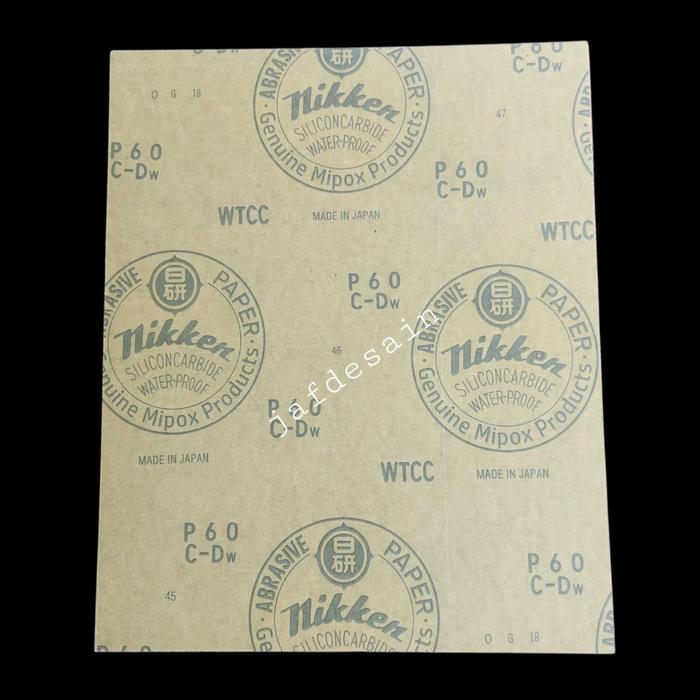 P 6 0
C-Dw
O G 18
ABRASIVE PAPER
日研
Nikken
SILICONCARBIDE
WATER-PROOF
Genuine Mipox Products
47
P 6 0
C-Dw
P 6 0
C-Dw
WTCC
MADE IN JAPAN
WTCC
ABRASIVE PAPER
日研
Nikken
SILICONCARBIDE
WATER-PROOF
Genuine Mipox Products
P 6 0
C-Dw
ABRASIVE PAPER
日研
Nikken
SILICONCARBIDE
WATER-PROOF
Genuine Mipox Products
46
jafdesain
P 6 0
C-Dw
MADE IN JAPAN
WTCC
MADE IN JAPAN
P 6 0
C-Dw
ABRASIVE PAPER
日研
Nikken
SILICONCARBIDE
P 6 0
C-Dw
45
O G 18